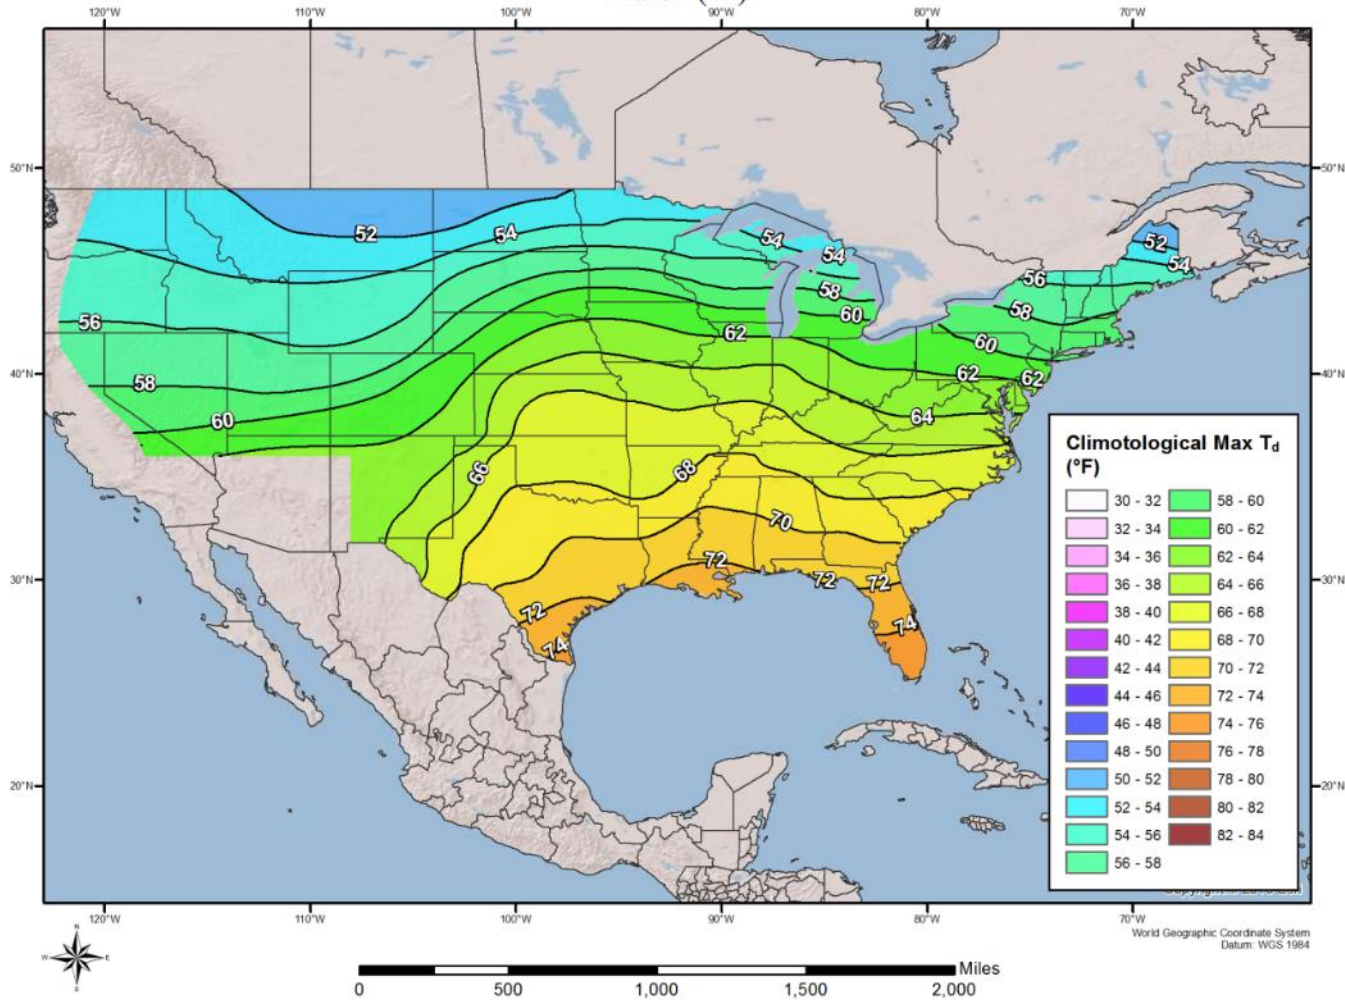 120°W 110°W 100°W 90°W 80°W 70°W
50°N 50°N
52
54
54
54
52
54
56
58
58
60
56
62
60
40°N 40°N
58
62
62
60
64
66
68
70
72
30°N 30°N
72
72
72
74
74
20°N 20°N
Climotological Max Td
(°F)
30 - 32 58 - 60
32 - 34 60 - 62
34 - 36 62 - 64
36 - 38 64 - 66
38 - 40 66 - 68
40 - 42 68 - 70
42 - 44 70 - 72
44 - 46 72 - 74
46 - 48 74 - 76
48 - 50 76 - 78
50 - 52 78 - 80
52 - 54 80 - 82
54 - 56 82 - 84
56 - 58
120°W 110°W 100°W 90°W 80°W 70°W
World Geographic Coordinate System
Datum: WGS 1984
N
W E
S
Miles
0 500 1,000 1,500 2,000